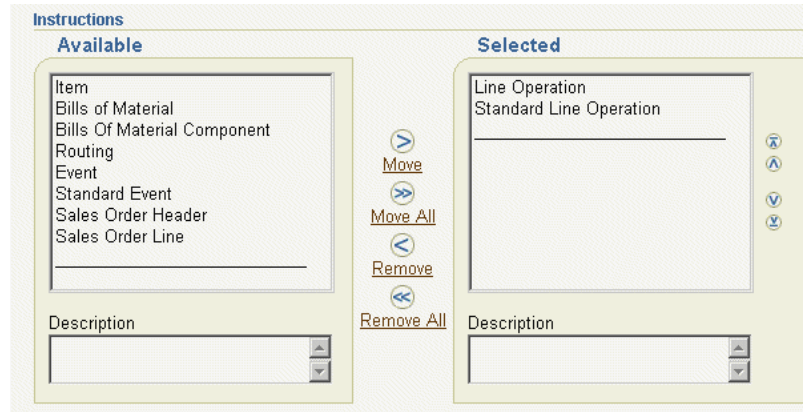 Instructions
Available
Selected
Item
Bills of Material
Bills Of Material Component
Routing
Event
Standard Event
Sales Order Header
Sales Order Line
Move
Move All
Remove
Remove All
Line Operation
Standard Line Operation
Description
Description